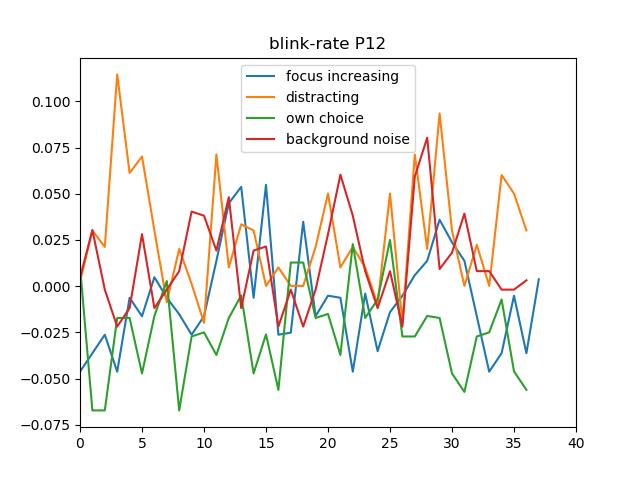 blink-rate P12
focus increasing
distracting
own choice
background noise
0.100
0.075
0.050
0.025
0.000
−0.025
−0.050
−0.075
0 5 10 15 20 25 30 35 40